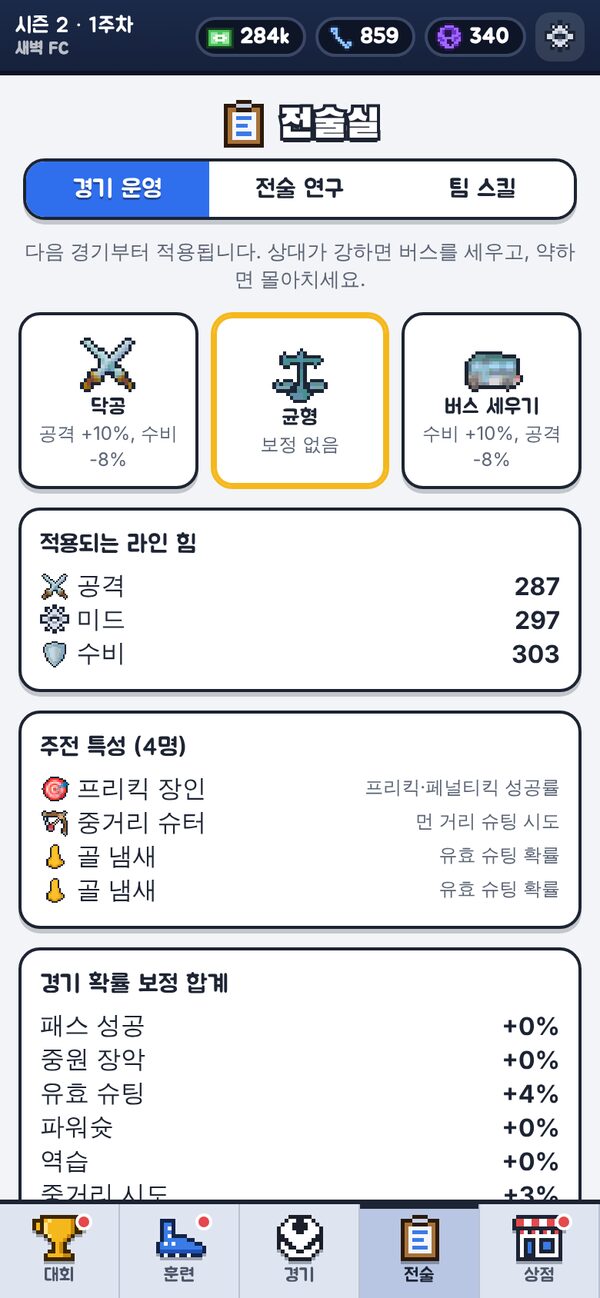 시즌 2 · 1주차
새벽 FC
284k
859
340
전술실
경기 운영
전술 연구
팀 스킬
다음 경기부터 적용됩니다. 상대가 강하면 버스를 세우고, 약하
면 몰아치세요.
닥공
공격 +10%, 수비
-8%
균형
보정 없음
버스 세우기
수비 +10%, 공격
-8%
적용되는 라인 힘
공격 287
미드 297
수비 303
주전 특성 (4명)
프리킥 장인 프리킥·페널티킥 성공률
중거리 슈터 먼 거리 슈팅 시도
골 냄새 유효 슈팅 확률
골 냄새 유효 슈팅 확률
경기 확률 보정 합계
패스 성공 +0%
중원 장악 +0%
유효 슈팅 +4%
파워슛 +0%
역습 +0%
중거리 시도 +3%
대회
훈련
경기
전술
상점